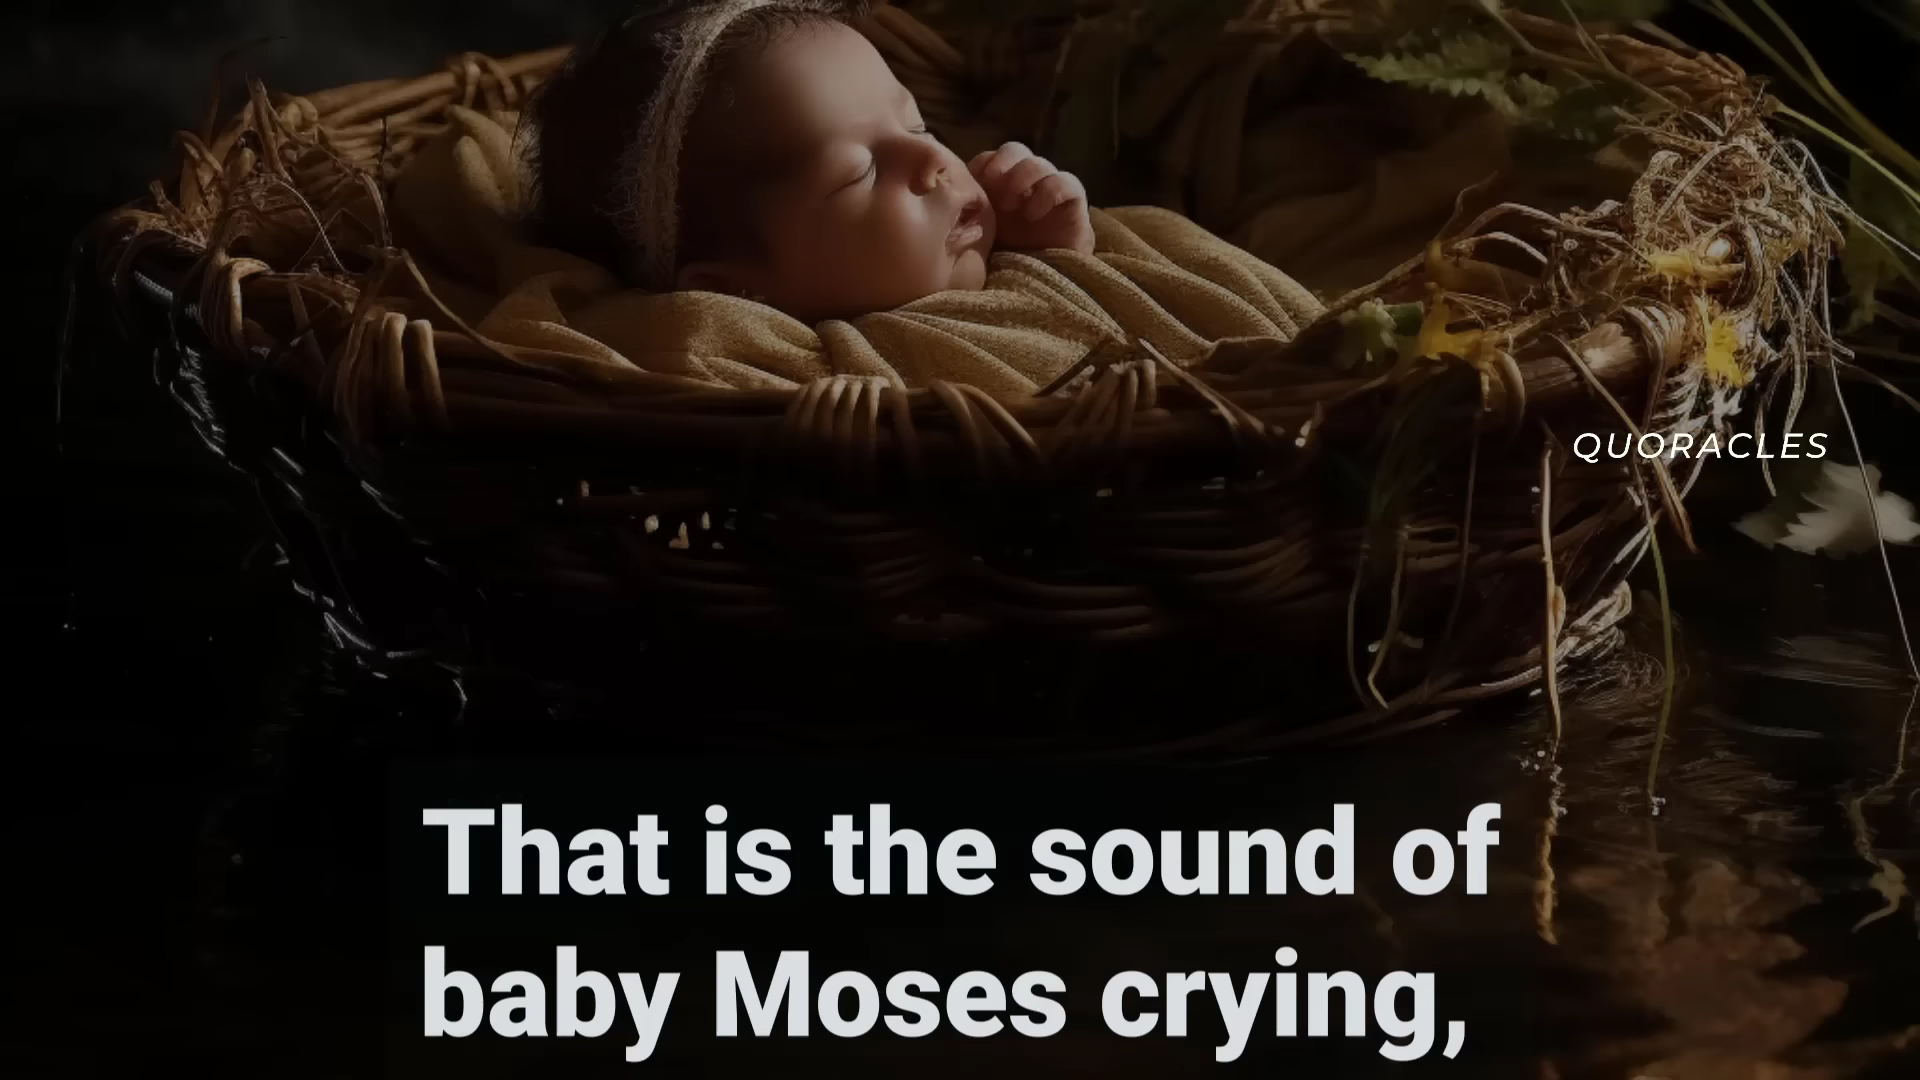 QUORACLES
That is the sound of
baby Moses crying,